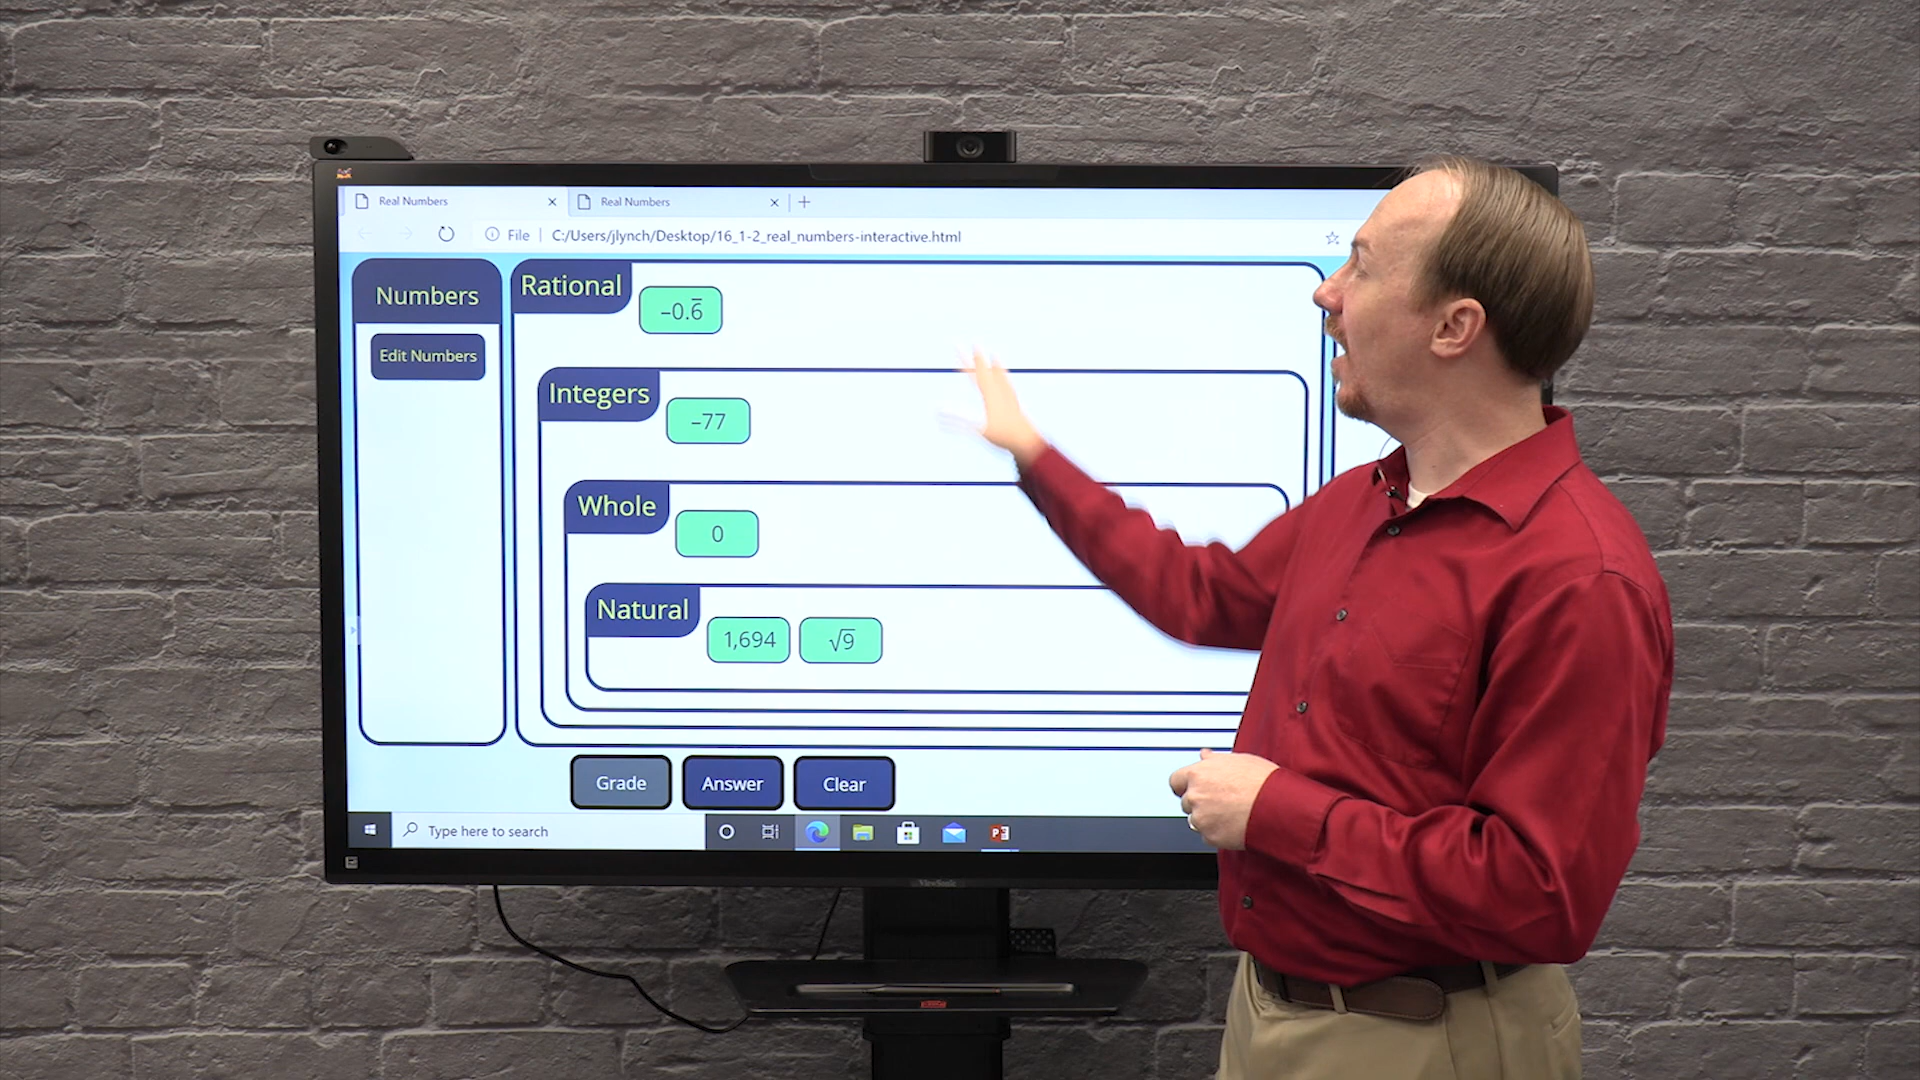 Real Numbers
Real Numbers
File
C:/Users/jlynch/Desktop/16_1-2_real_numbers-interactive.html
Numbers
Edit Numbers
Rational
–0.6̅
Integers
–77
Whole
0
Natural
1,694
√9
Grade
Answer
Clear
Type here to search
ViewSonic